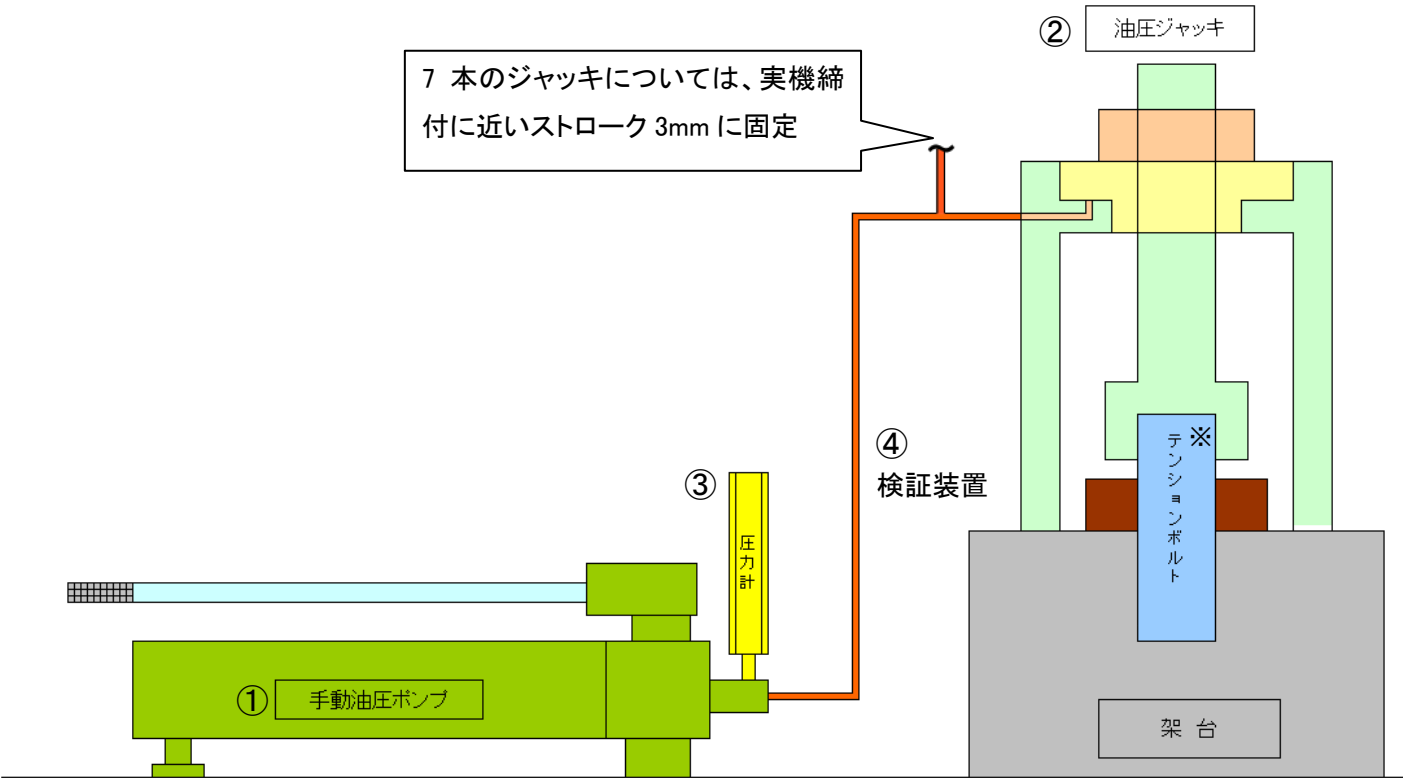 ② 油圧ジャッキ
7 本のジャッキについては、実機締
付に近いストローク 3mm に固定
※
テンションボルト
④
検証装置
③
圧力計
① 手動油圧ポンプ
架 台